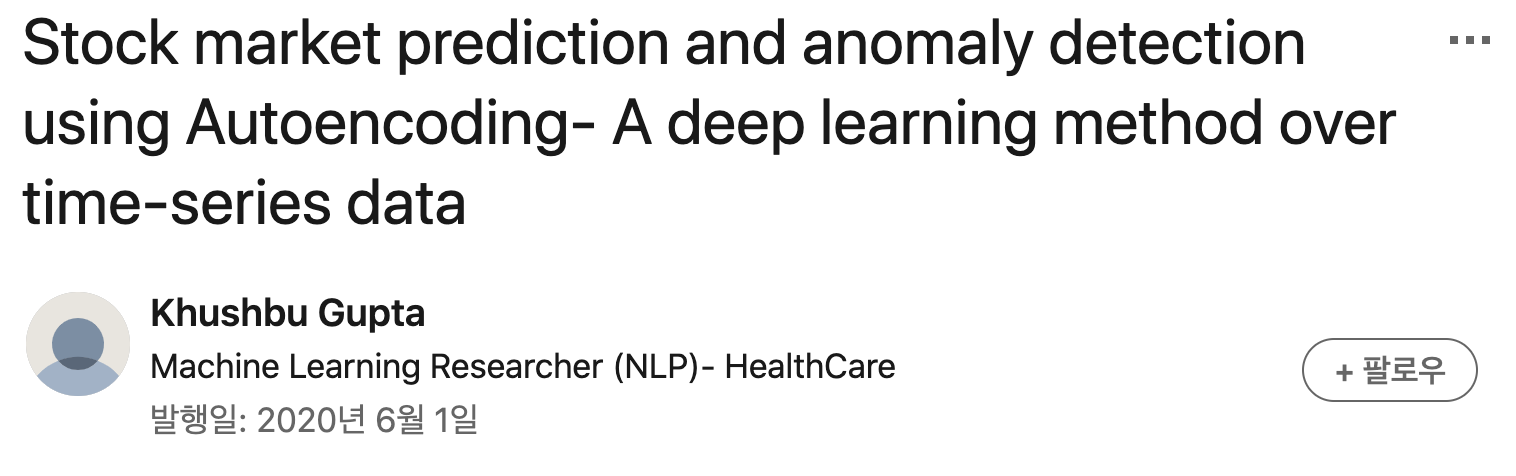 Stock market prediction and anomaly detection
using Autoencoding- A deep learning method over
time-series data
Khushbu Gupta
Machine Learning Researcher (NLP)- HealthCare
+ 팔로우
발행일: 2020년 6월 1일